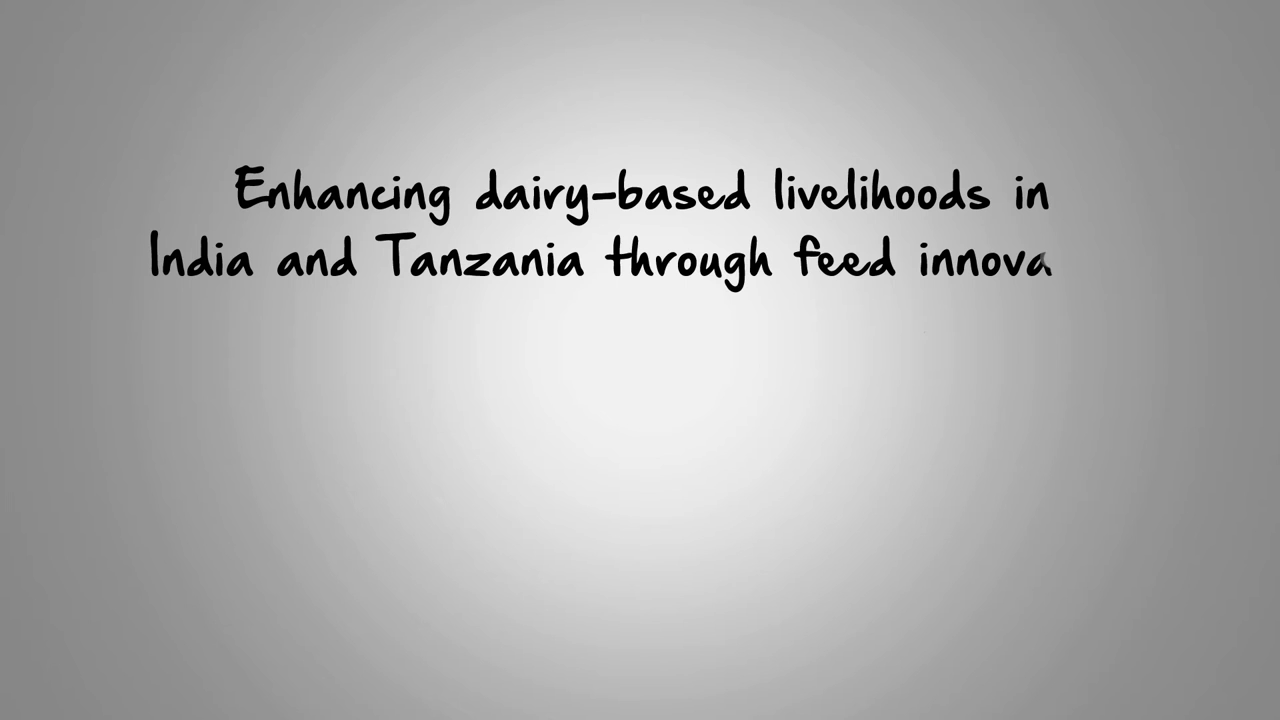 Enhancing dairy-based livelihoods in
India and Tanzania through feed innova